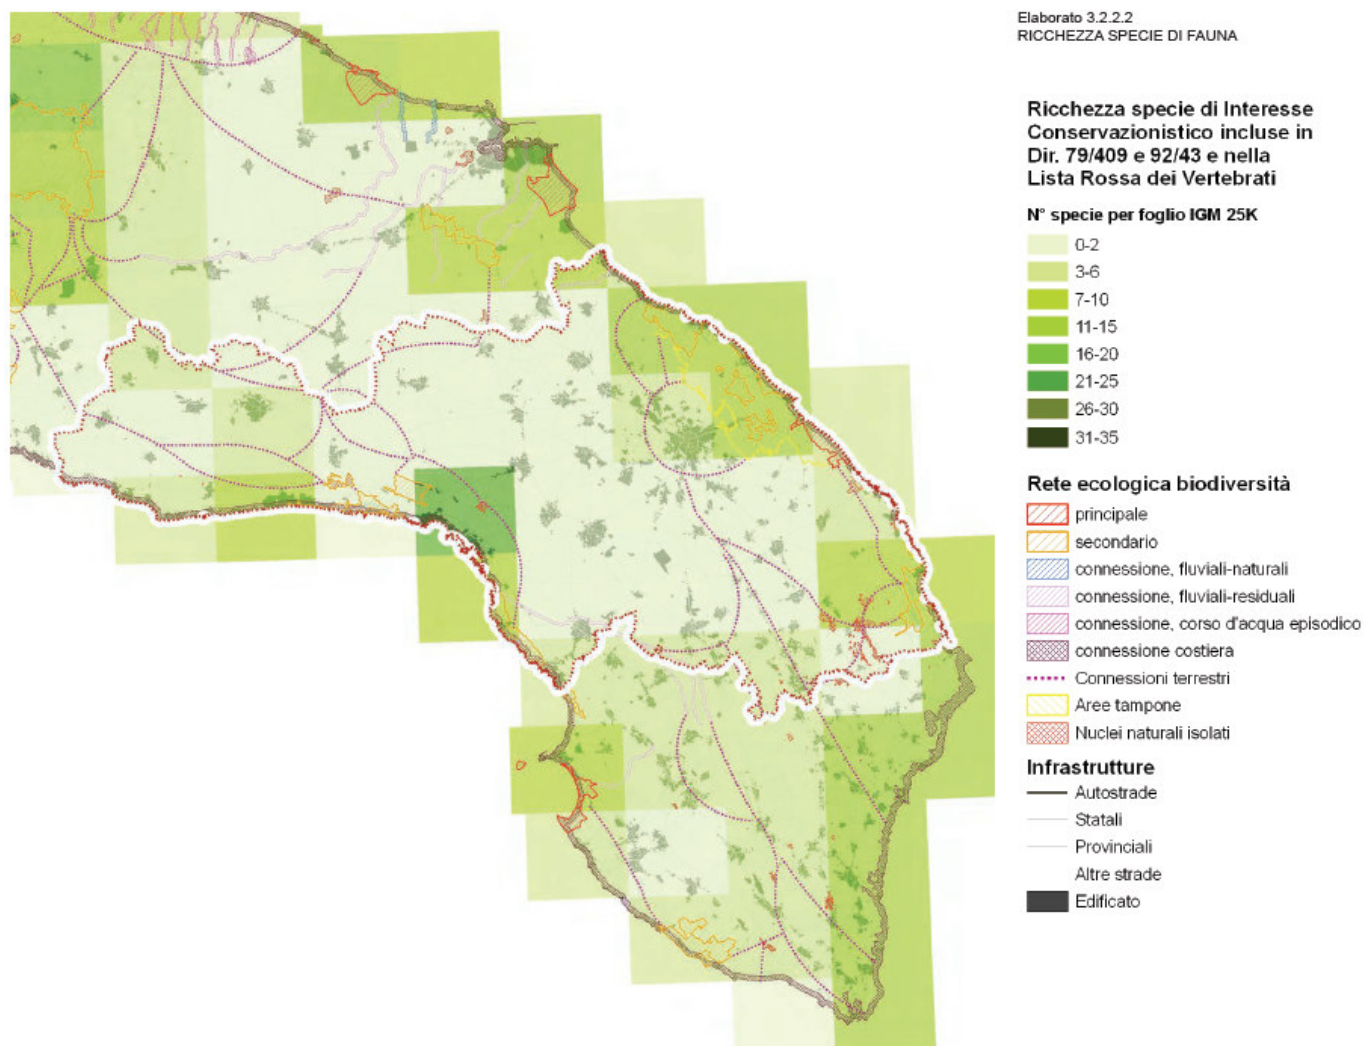 Elaborato 3.2.2.2
RICCHEZZA SPECIE DI FAUNA
Ricchezza specie di Interesse
Conservazionistico incluse in
Dir. 79/409 e 92/43 e nella
Lista Rossa dei Vertebrati
N° specie per foglio IGM 25K
0-2
3-6
7-10
11-15
16-20
21-25
26-30
31-35
Rete ecologica biodiversità
principale
secondario
connessione, fluviali-naturali
connessione, fluviali-residuali
connessione, corso d'acqua episodico
connessione costiera
Connessioni terrestri
Aree tampone
Nuclei naturali isolati
Infrastrutture
Autostrade
Statali
Provinciali
Altre strade
Edificato